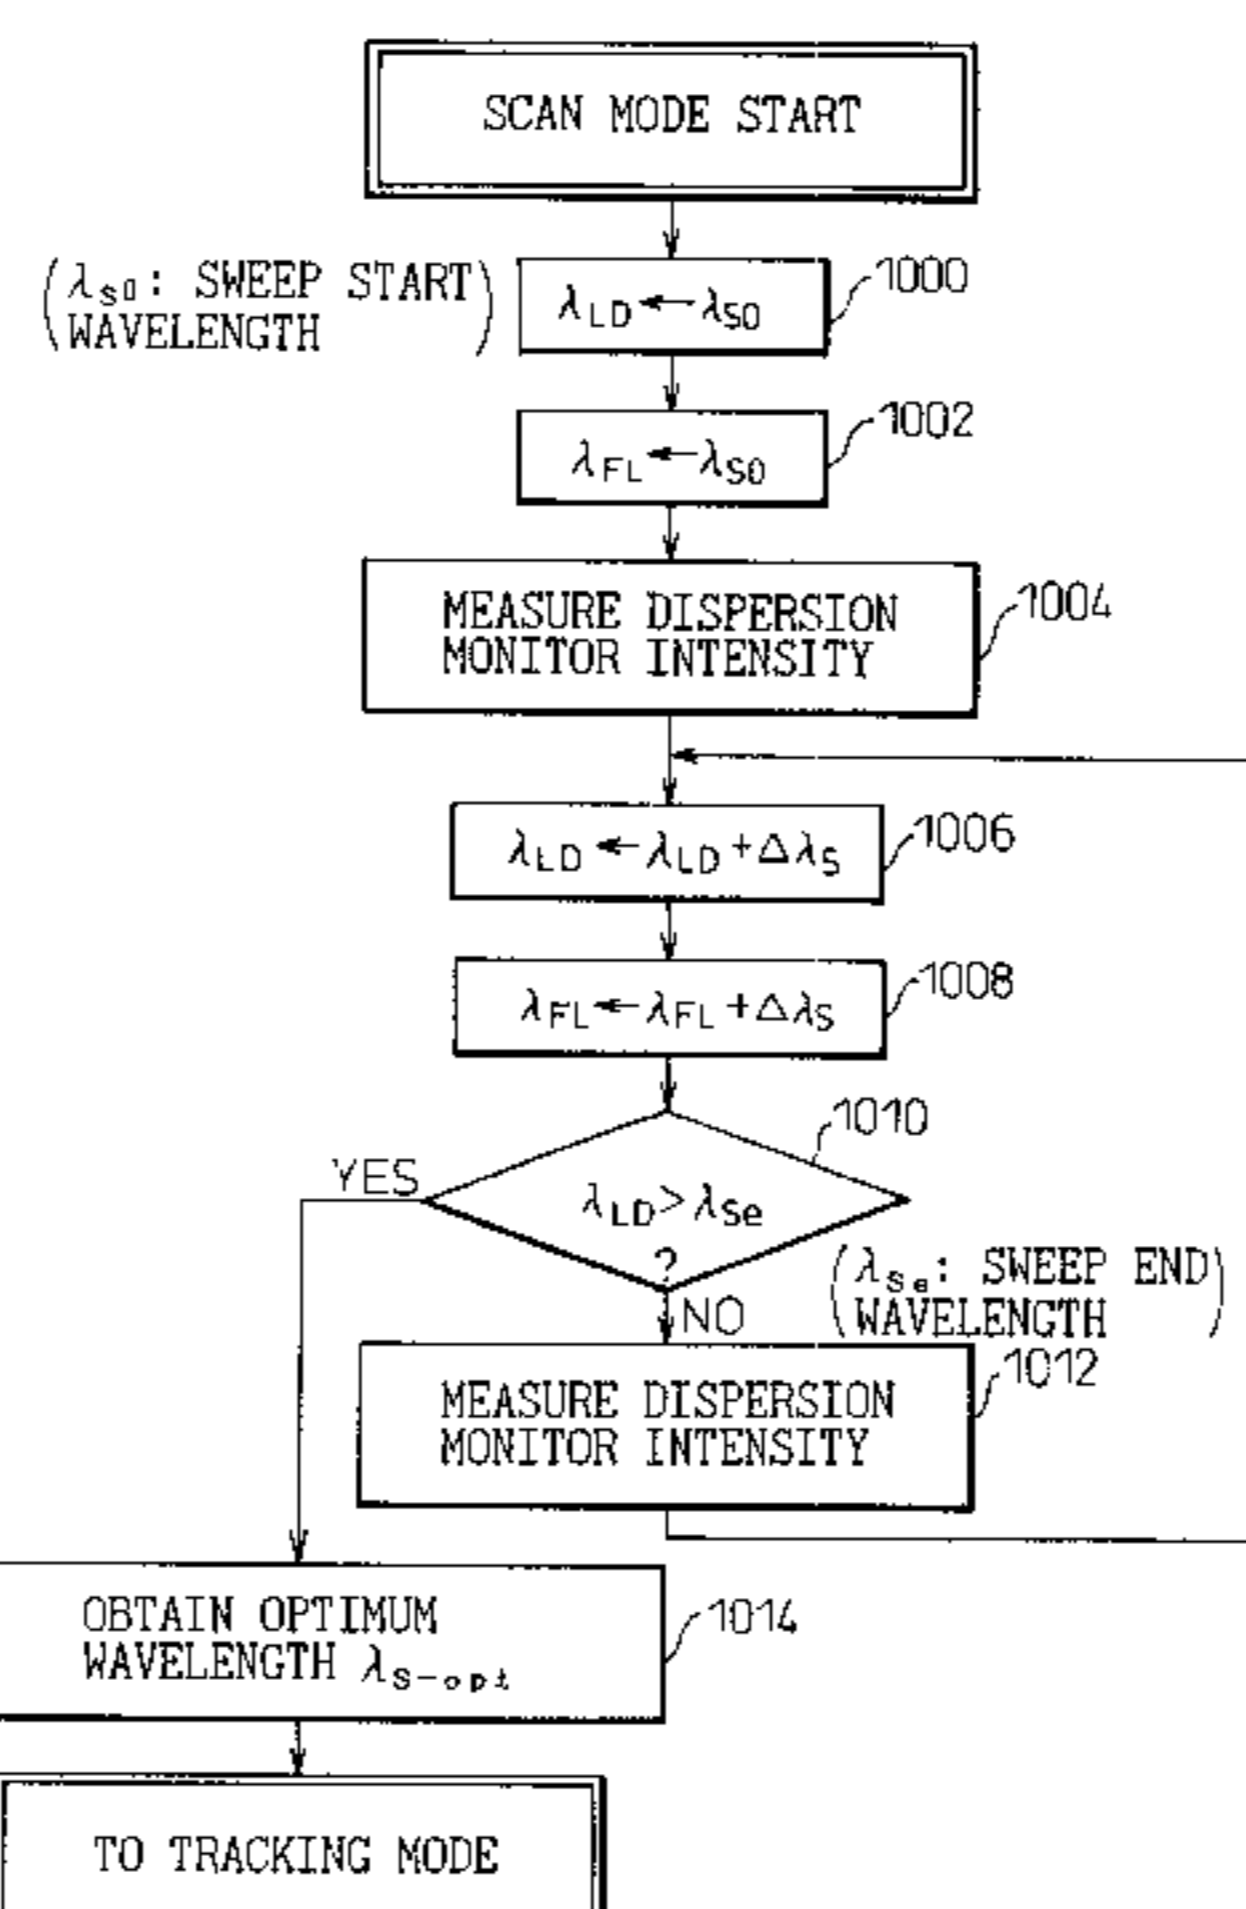 SCAN MODE START
(λS0: SWEEP START
WAVELENGTH)
1000
λLD←λS0
1002
λFL←λS0
1004
MEASURE DISPERSION
MONITOR INTENSITY
1006
λLD←λLD+ΔλS
1008
λFL←λFL+ΔλS
1010
YES
λLD>λSe
?
NO
(λSe: SWEEP END
WAVELENGTH)
1012
MEASURE DISPERSION
MONITOR INTENSITY
1014
OBTAIN OPTIMUM
WAVELENGTH λS-opt
TO TRACKING MODE